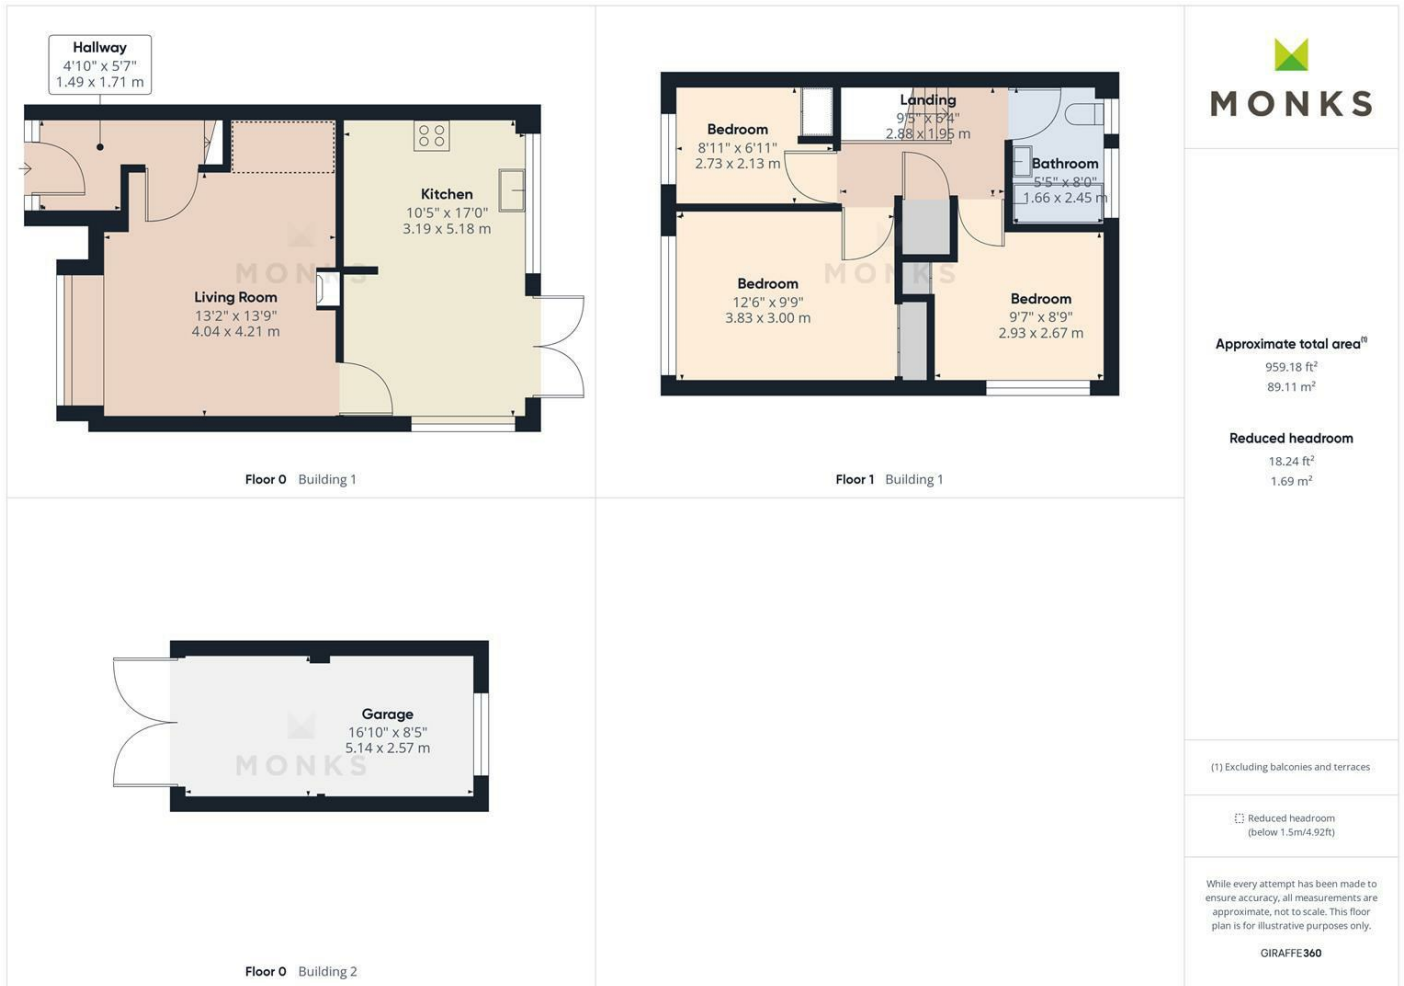 Hallway
4'10" x 5'7"
1.49 x 1.71 m
Living Room
13'2" x 13'9"
4.04 x 4.21 m
Kitchen
10'5" x 17'0"
3.19 x 5.18 m
MONKS
Floor 0 Building 1
Bedroom
8'11" x 6'11"
2.73 x 2.13 m
Landing
9'5" x 6'4"
2.88 x 1.95 m
Bathroom
5'5" x 8'0"
1.66 x 2.45 m
Bedroom
12'6" x 9'9"
3.83 x 3.00 m
Bedroom
9'7" x 8'9"
2.93 x 2.67 m
MONKS
Floor 1 Building 1
Garage
16'10" x 8'5"
5.14 x 2.57 m
MONKS
Floor 0 Building 2
MONKS
Approximate total area(1)
959.18 ft²
89.11 m²
Reduced headroom
18.24 ft²
1.69 m²
(1) Excluding balconies and terraces
Reduced headroom
(below 1.5m/4.92ft)
While every attempt has been made to
ensure accuracy, all measurements are
approximate, not to scale. This floor
plan is for illustrative purposes only.
GIRAFFE360